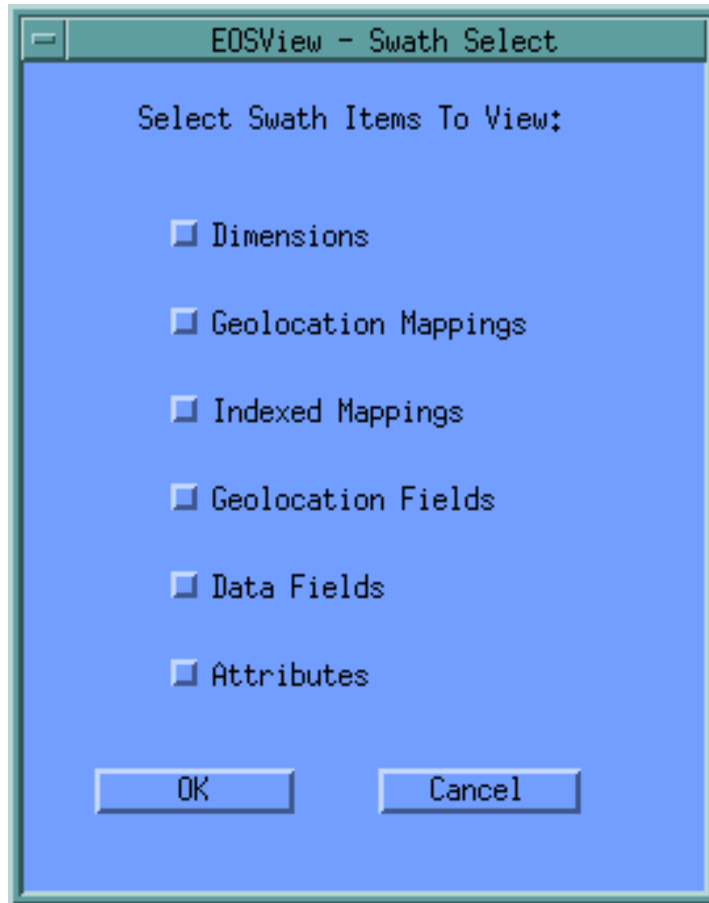 EOSView - Swath Select
Select Swath Items To View:
Dimensions
Geolocation Mappings
Indexed Mappings
Geolocation Fields
Data Fields
Attributes
OK
Cancel